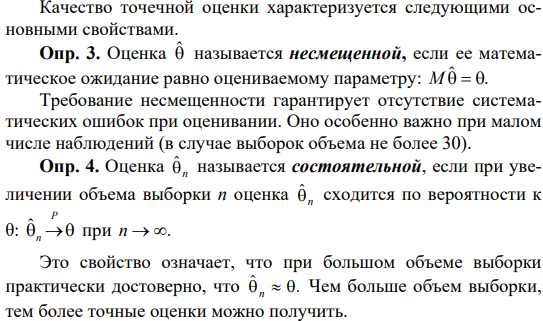 Качество точечной оценки характеризуется следующими ос-
новными свойствами.
Опр. 3. Оценка θ̂ называется несмещенной, если ее матема-
тическое ожидание равно оцениваемому параметру: M θ̂ = θ.
Требование несмещенности гарантирует отсутствие система-
тических ошибок при оценивании. Оно особенно важно при малом
числе наблюдений (в случае выборок объема не более 30).
Опр. 4. Оценка θ̂ₙ называется состоятельной, если при уве-
личении объема выборки n оценка θ̂ₙ сходится по вероятности к
θ: θ̂ₙ →ᴾ θ при n → ∞.
Это свойство означает, что при большом объеме выборки
практически достоверно, что θ̂ₙ ≈ θ. Чем больше объем выборки,
тем более точные оценки можно получить.